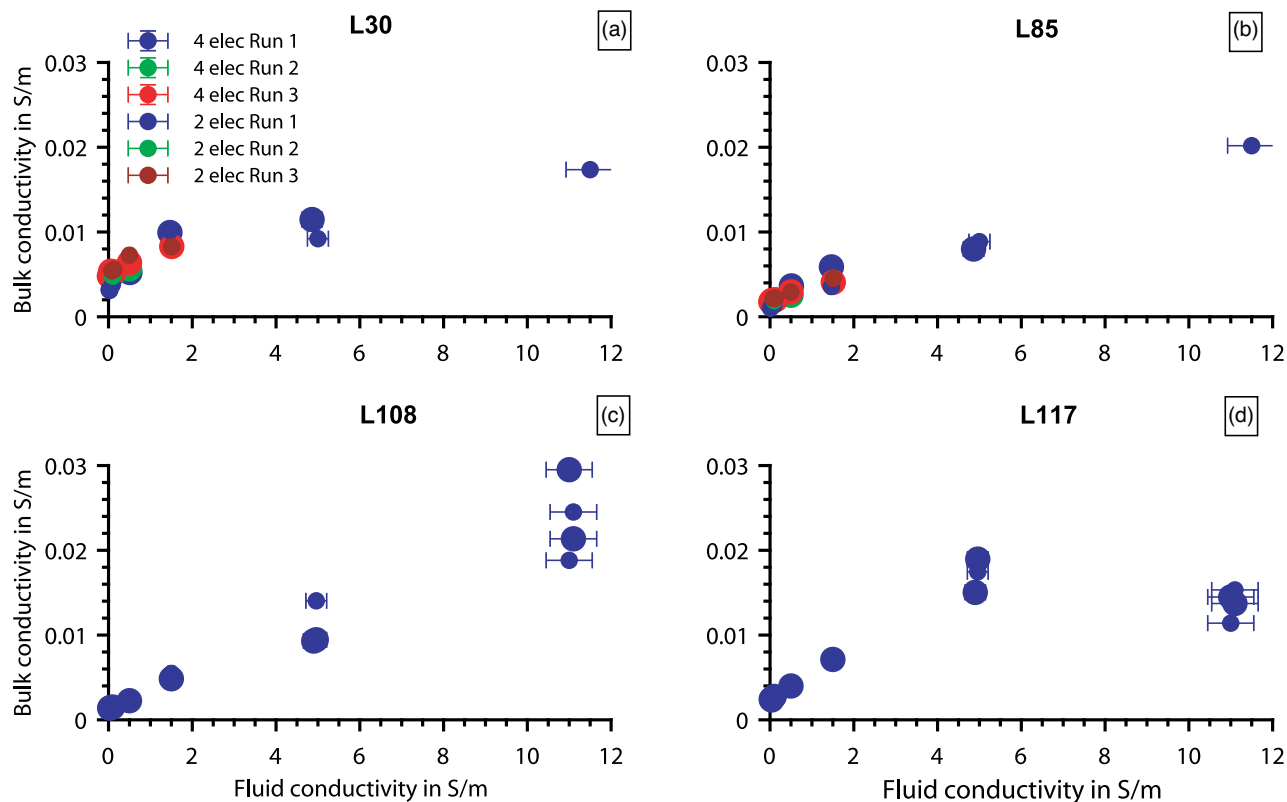 L30
(a)
4 elec Run 1
4 elec Run 2
4 elec Run 3
2 elec Run 1
2 elec Run 2
2 elec Run 3
Bulk conductivity in S/m
0.03
0.02
0.01
0
0 2 4 6 8 10 12
L85
(b)
0.03
0.02
0.01
0
0 2 4 6 8 10 12
L108
(c)
Bulk conductivity in S/m
0.03
0.02
0.01
0
0 2 4 6 8 10 12
Fluid conductivity in S/m
L117
(d)
0.03
0.02
0.01
0
0 2 4 6 8 10 12
Fluid conductivity in S/m